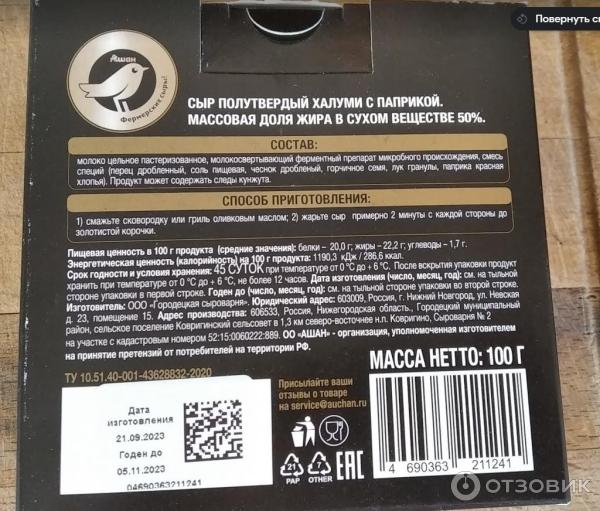 Повернуть
Ашан
Фермерские сыры!
СЫР ПОЛУТВЕРДЫЙ ХАЛУМИ С ПАПРИКОЙ.
МАССОВАЯ ДОЛЯ ЖИРА В СУХОМ ВЕЩЕСТВЕ 50%.
СОСТАВ:
молоко цельное пастеризованное, молокосвертывающий ферментный препарат микробного происхождения, смесь
специй (перец дробленный, соль пищевая, чеснок дробленый, горчичное семя, лук гранулы, паприка красная
хлопья). Продукт может содержать следы кунжута.
СПОСОБ ПРИГОТОВЛЕНИЯ:
1) смажьте сковородку или гриль оливковым маслом; 2) жарьте сыр примерно 2 минуты с каждой стороны до
золотистой корочки.
Пищевая ценность в 100 г продукта (средние значения): белки – 20,0 г; жиры – 22,2 г; углеводы – 1,7 г.
Энергетическая ценность (калорийность) на 100 г продукта: 1190,3 кДж / 286,6 ккал.
Срок годности и условия хранения: 45 СУТОК при температуре от 0 °С до + 6 °С. После вскрытия упаковки продукт
хранить при температуре от 0 °С до + 6 °С, не более 12 часов. Дата изготовления (число, месяц, год): см. на тыльной
стороне упаковки в первой строке. Годен до (число, месяц, год): см. на тыльной стороне упаковки во второй строке.
Изготовитель: ООО «Городецкая сыроварня». Юридический адрес: 603009, Россия, г. Нижний Новгород, ул. Невская
д. 23, помещение 15. Адрес производства: 606533, Россия, Нижегородская область, Городецкий муниципальный
район, сельское поселение Ковригинский сельсовет в 1,3 км северо-восточнее н.п. Ковригино, Сыроварня № 2
на участке с кадастровым номером 52:15:0060222:889. ООО «АШАН» - организация, уполномоченная изготовителем
на принятие претензий от потребителей на территории РФ.
МАССА НЕТТО: 100 Г
ТУ 10.51.40-001-43628832-2020
Дата
изготовления
21.09.2023
Годен до
05.11.2023
04690363211241
Присылайте ваши
отзывы о товаре
на service@auchan.ru
21
PAP
7
OTHER
EAC
4 690363 211241
ОТЗОВИК